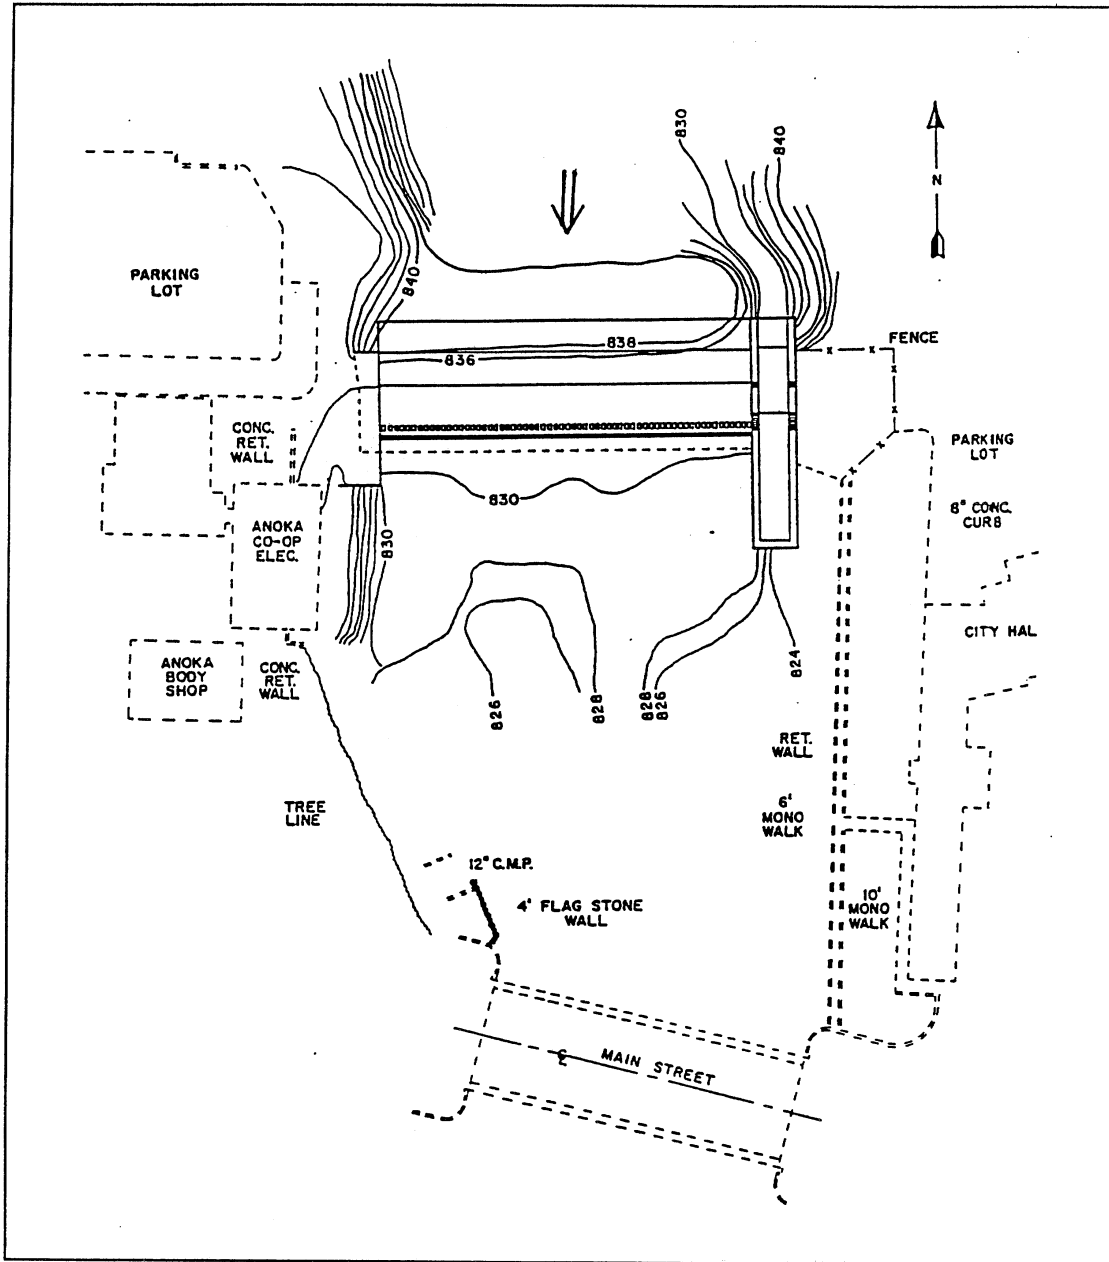 830
840
N
PARKING
LOT
840
FENCE
838
836
CONC.
RET.
WALL
PARKING
LOT
830
8" CONC.
CURB
ANOKA
CO-OP
ELEC.
830
CITY HAL
ANOKA
BODY
SHOP
CONC.
RET.
WALL
824
826
828
828
826
RET.
WALL
TREE
LINE
6'
MONO
WALK
12" C.M.P.
4' FLAG STONE
WALL
10'
MONO
WALK
℄ MAIN STREET